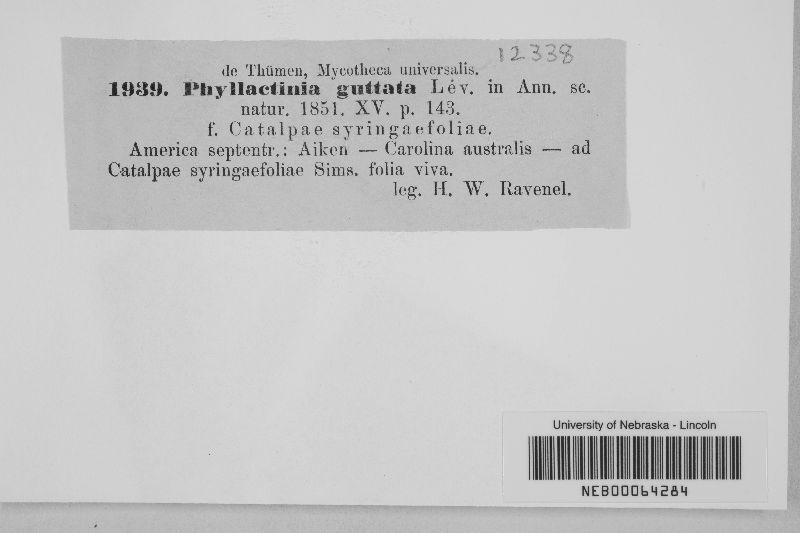 12338
de Thümen, Mycotheca universalis.
1939. Phyllactinia guttata Lév. in Ann. sc.
natur. 1851. XV. p. 143.
f. Catalpae syringaefoliae.
America septentr.: Aiken — Carolina australis — ad
Catalpae syringaefoliae Sims. folia viva.
leg. H. W. Ravenel.
University of Nebraska - Lincoln
NEB00064284